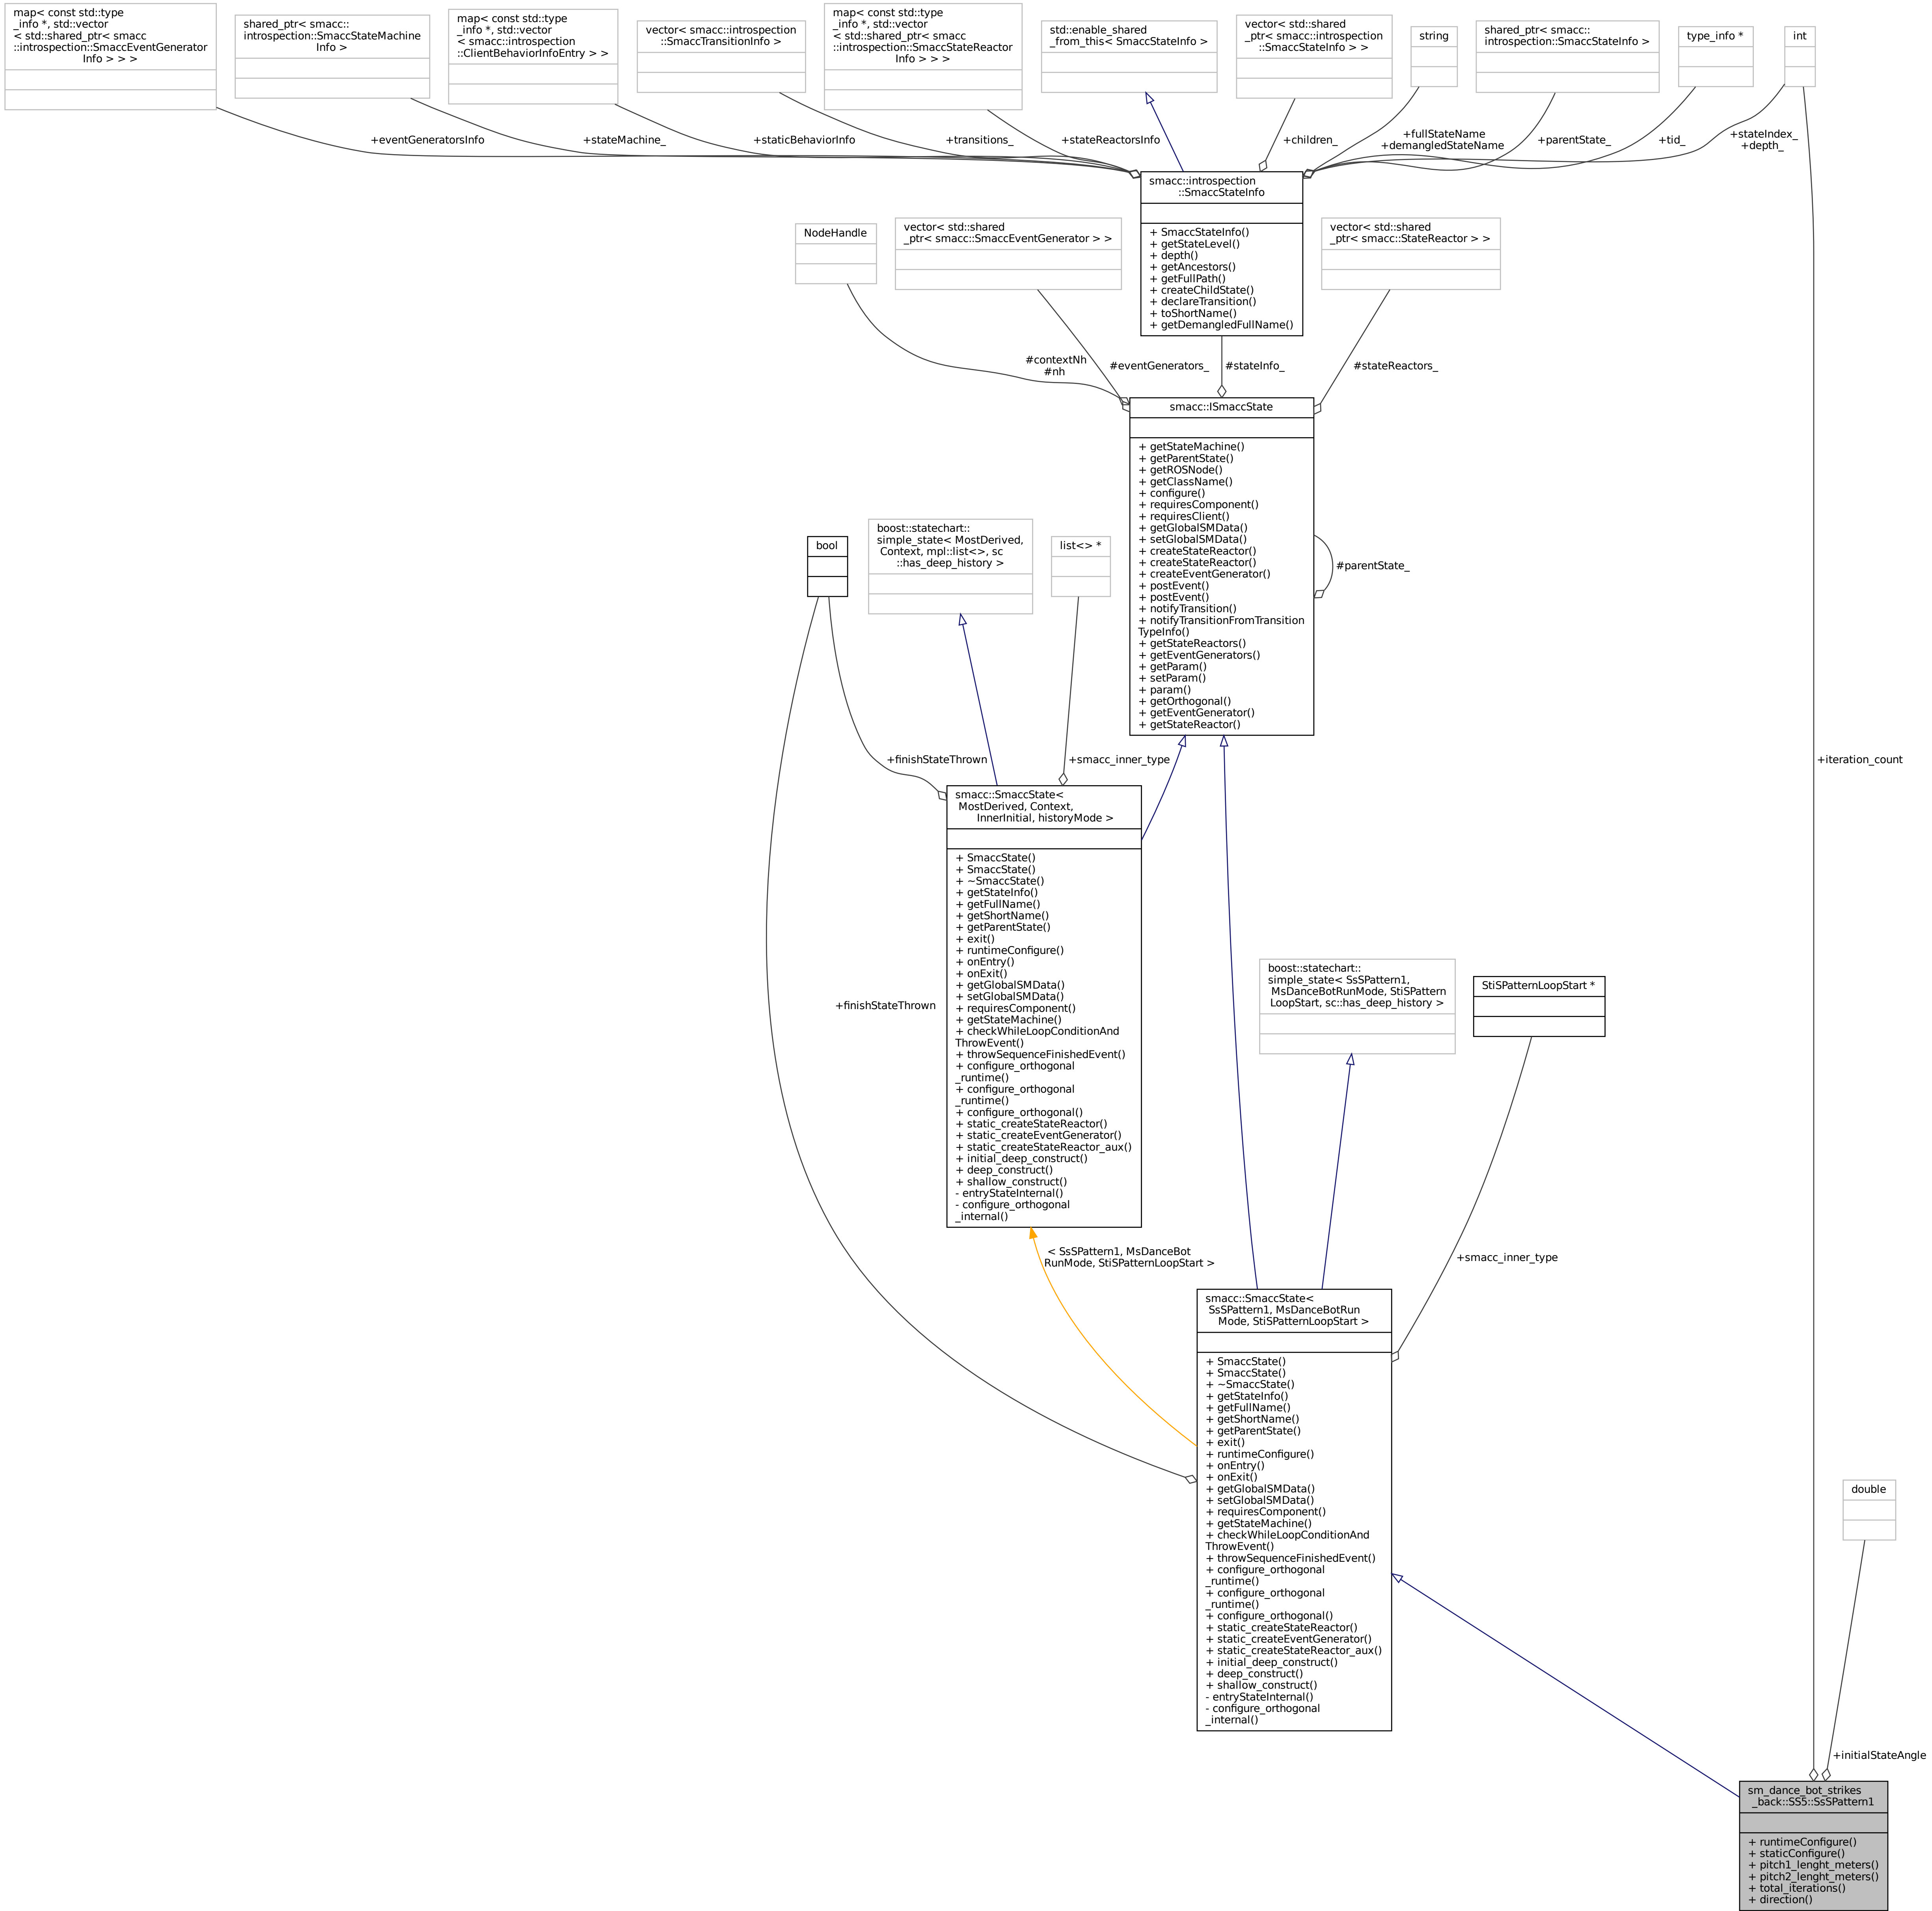 map< const std::type
_info *, std::vector
< std::shared_ptr< smacc
::introspection::SmaccEventGenerator
Info > > >
shared_ptr< smacc::
introspection::SmaccStateMachine
Info >
map< const std::type
_info *, std::vector
< smacc::introspection
::ClientBehaviorInfoEntry > >
vector< smacc::introspection
::SmaccTransitionInfo >
map< const std::type
_info *, std::vector
< std::shared_ptr< smacc
::introspection::SmaccStateReactor
Info > > >
std::enable_shared
_from_this< SmaccStateInfo >
vector< std::shared
_ptr< smacc::introspection
::SmaccStateInfo > >
string
shared_ptr< smacc::
introspection::SmaccStateInfo >
type_info *
int
+eventGeneratorsInfo
+stateMachine_
+staticBehaviorInfo
+transitions_
+stateReactorsInfo
+children_
+fullStateName
+demangledStateName
+parentState_
+tid_
+stateIndex_
+depth_
smacc::introspection
::SmaccStateInfo
+ SmaccStateInfo()
+ getStateLevel()
+ depth()
+ getAncestors()
+ getFullPath()
+ createChildState()
+ declareTransition()
+ toShortName()
+ getDemangledFullName()
NodeHandle
vector< std::shared
_ptr< smacc::SmaccEventGenerator > >
vector< std::shared
_ptr< smacc::StateReactor > >
#contextNh
#nh
#eventGenerators_
#stateInfo_
#stateReactors_
smacc::ISmaccState
+ getStateMachine()
+ getParentState()
+ getROSNode()
+ getClassName()
+ configure()
+ requiresComponent()
+ requiresClient()
+ getGlobalSMData()
+ setGlobalSMData()
+ createStateReactor()
+ createStateReactor()
+ createEventGenerator()
+ postEvent()
+ postEvent()
+ notifyTransition()
+ notifyTransitionFromTransition
TypeInfo()
+ getStateReactors()
+ getEventGenerators()
+ getParam()
+ setParam()
+ param()
+ getOrthogonal()
+ getEventGenerator()
+ getStateReactor()
#parentState_
bool
boost::statechart::
simple_state< MostDerived,
Context, mpl::list<>, sc
::has_deep_history >
list<> *
+finishStateThrown
+smacc_inner_type
+iteration_count
smacc::SmaccState<
MostDerived, Context,
InnerInitial, historyMode >
+ SmaccState()
+ SmaccState()
+ ~SmaccState()
+ getStateInfo()
+ getFullName()
+ getShortName()
+ getParentState()
+ exit()
+ runtimeConfigure()
+ onEntry()
+ onExit()
+ getGlobalSMData()
+ setGlobalSMData()
+ requiresComponent()
+ getStateMachine()
+ checkWhileLoopConditionAnd
ThrowEvent()
+ throwSequenceFinishedEvent()
+ configure_orthogonal
_runtime()
+ configure_orthogonal
_runtime()
+ configure_orthogonal()
+ static_createStateReactor()
+ static_createEventGenerator()
+ static_createStateReactor_aux()
+ initial_deep_construct()
+ deep_construct()
+ shallow_construct()
- entryStateInternal()
- configure_orthogonal
_internal()
+finishStateThrown
boost::statechart::
simple_state< SsSPattern1,
MsDanceBotRunMode, StiSPattern
LoopStart, sc::has_deep_history >
StiSPatternLoopStart *
< SsSPattern1, MsDanceBot
RunMode, StiSPatternLoopStart >
+smacc_inner_type
smacc::SmaccState<
SsSPattern1, MsDanceBotRun
Mode, StiSPatternLoopStart >
+ SmaccState()
+ SmaccState()
+ ~SmaccState()
+ getStateInfo()
+ getFullName()
+ getShortName()
+ getParentState()
+ exit()
+ runtimeConfigure()
+ onEntry()
+ onExit()
+ getGlobalSMData()
+ setGlobalSMData()
+ requiresComponent()
+ getStateMachine()
+ checkWhileLoopConditionAnd
ThrowEvent()
+ throwSequenceFinishedEvent()
+ configure_orthogonal
_runtime()
+ configure_orthogonal
_runtime()
+ configure_orthogonal()
+ static_createStateReactor()
+ static_createEventGenerator()
+ static_createStateReactor_aux()
+ initial_deep_construct()
+ deep_construct()
+ shallow_construct()
- entryStateInternal()
- configure_orthogonal
_internal()
double
+initialStateAngle
sm_dance_bot_strikes
_back::SS5::SsSPattern1
+ runtimeConfigure()
+ staticConfigure()
+ pitch1_lenght_meters()
+ pitch2_lenght_meters()
+ total_iterations()
+ direction()